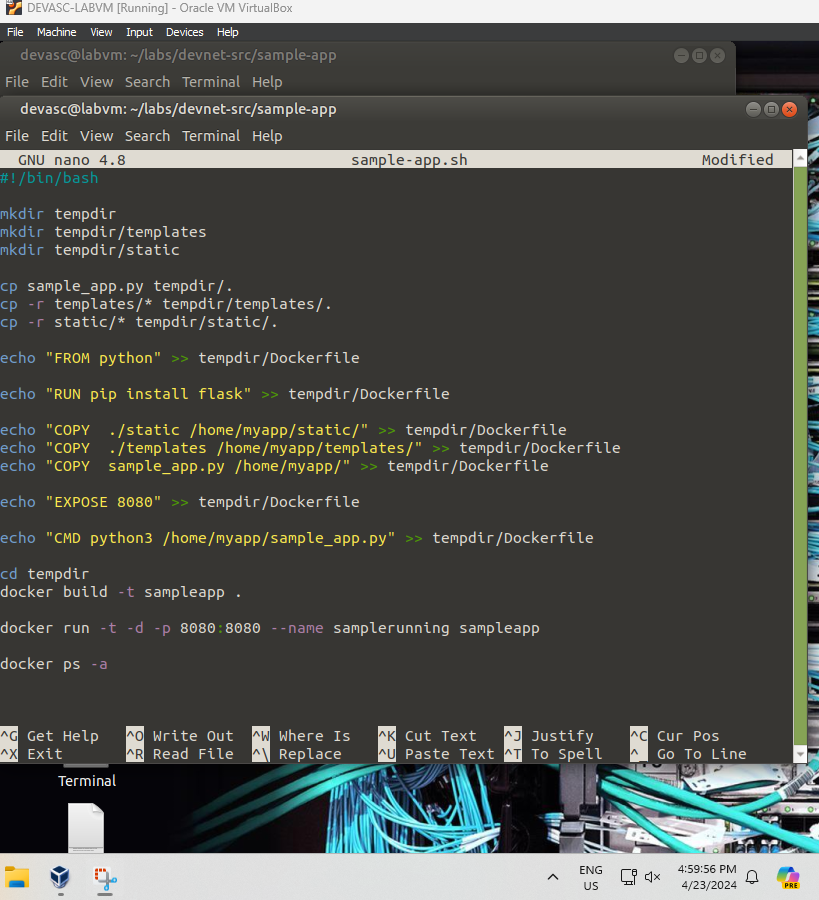 DEVASC-LABVM [Running] - Oracle VM VirtualBox
File Machine View Input Devices Help
devasc@labvm: ~/labs/devnet-src/sample-app
File Edit View Search Terminal Help
devasc@labvm: ~/labs/devnet-src/sample-app
File Edit View Search Terminal Help
GNU nano 4.8 sample-app.sh Modified
#!/bin/bash
mkdir tempdir
mkdir tempdir/templates
mkdir tempdir/static
cp sample_app.py tempdir/.
cp -r templates/* tempdir/templates/.
cp -r static/* tempdir/static/.
echo "FROM python" >> tempdir/Dockerfile
echo "RUN pip install flask" >> tempdir/Dockerfile
echo "COPY  ./static /home/myapp/static/" >> tempdir/Dockerfile
echo "COPY  ./templates /home/myapp/templates/" >> tempdir/Dockerfile
echo "COPY  sample_app.py /home/myapp/" >> tempdir/Dockerfile
echo "EXPOSE 8080" >> tempdir/Dockerfile
echo "CMD python3 /home/myapp/sample_app.py" >> tempdir/Dockerfile
cd tempdir
docker build -t sampleapp .
docker run -t -d -p 8080:8080 --name samplerunning sampleapp
docker ps -a
^G Get Help ^O Write Out ^W Where Is ^K Cut Text ^J Justify ^C Cur Pos
^X Exit ^R Read File ^\ Replace ^U Paste Text ^T To Spell ^_ Go To Line
Terminal
ENG
US
4:59:56 PM
4/23/2024
PRE